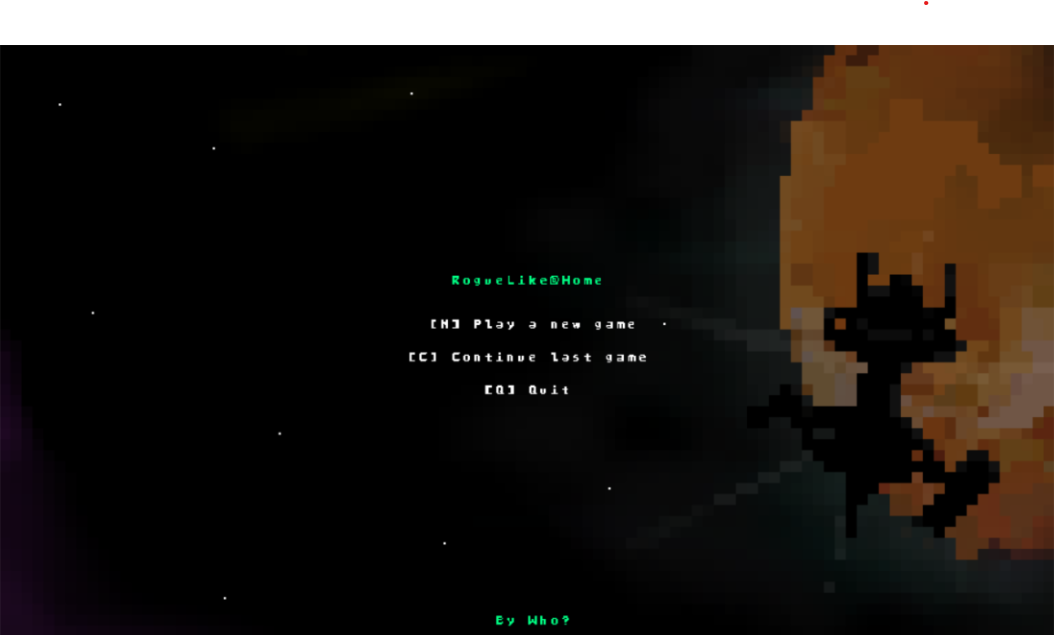 RogueLike@Home
[N] Play a new game
[C] Continue last game
[Q] Quit
By Who?